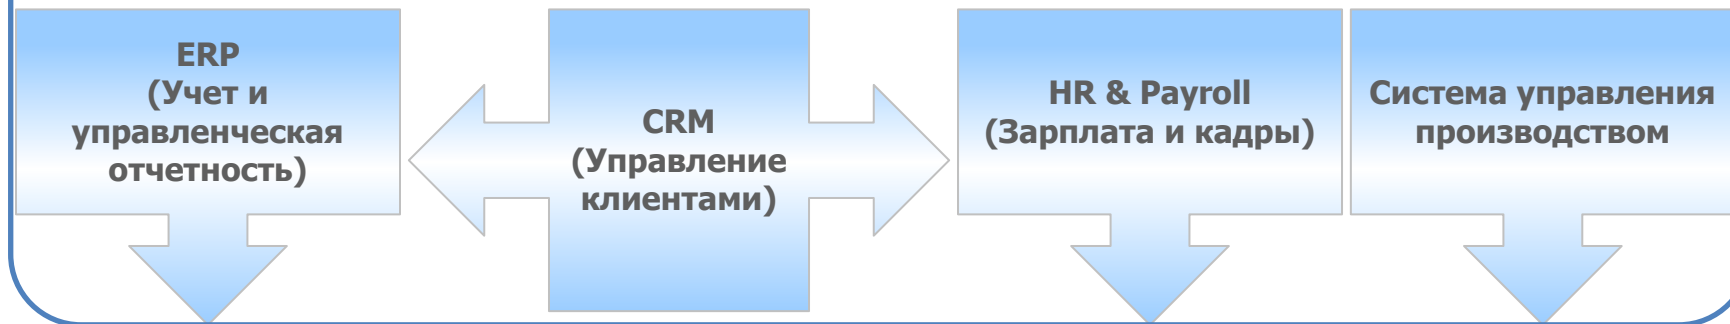 ERP
(Учет и
управленческая
отчетность)
CRM
(Управление
клиентами)
HR & Payroll
(Зарплата и кадры)
Система управления
производством